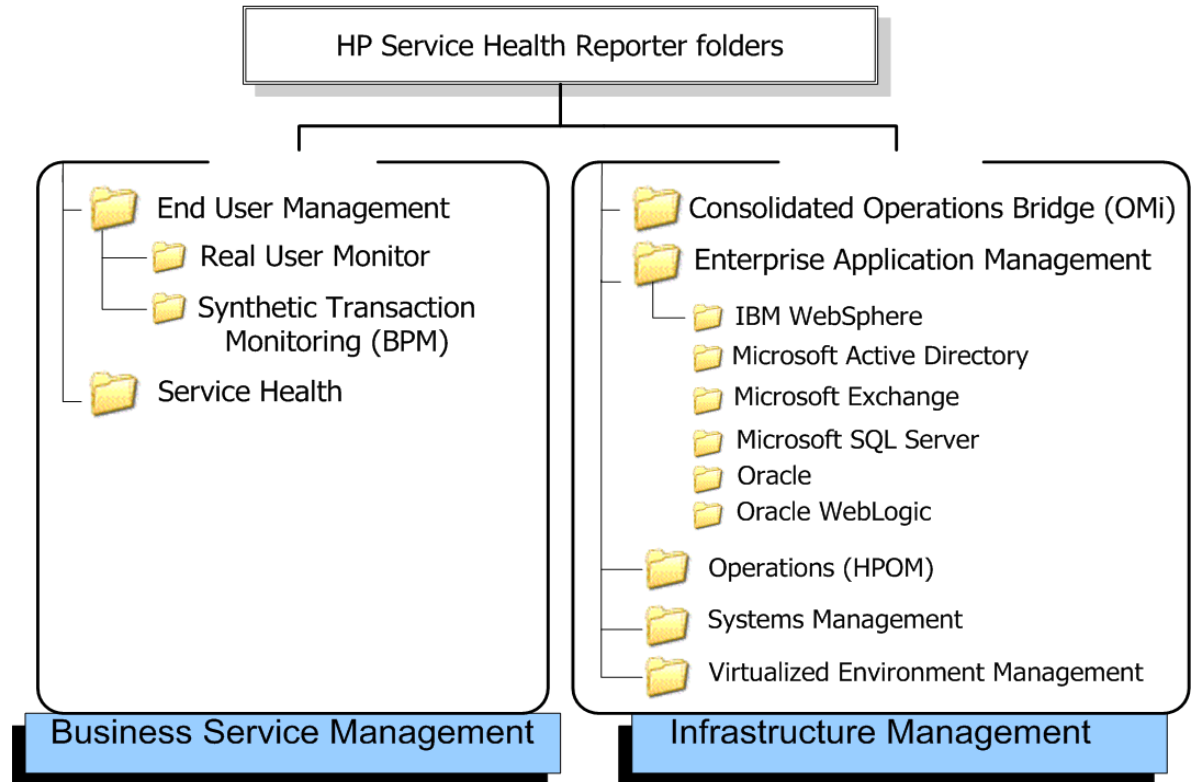 HP Service Health Reporter folders
End User Management
Real User Monitor
Synthetic Transaction
Monitoring (BPM)
Service Health
Business Service Management
Consolidated Operations Bridge (OMi)
Enterprise Application Management
IBM WebSphere
Microsoft Active Directory
Microsoft Exchange
Microsoft SQL Server
Oracle
Oracle WebLogic
Operations (HPOM)
Systems Management
Virtualized Environment Management
Infrastructure Management